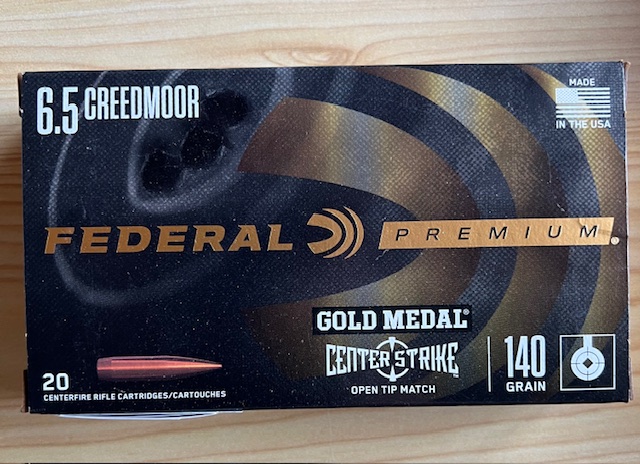 6.5 CREEDMOOR
MADE
IN THE USA
FEDERAL PREMIUM®
GOLD MEDAL®
CENTER STRIKE™
OPEN TIP MATCH
140
GRAIN
20
CENTERFIRE RIFLE CARTRIDGES/CARTOUCHES